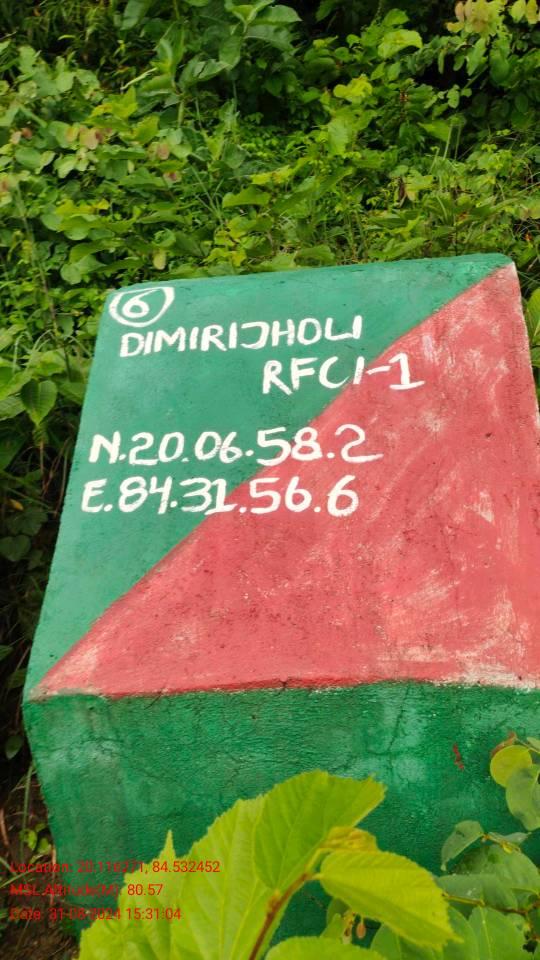 6
DIMIRIJHOLI
RFCI-1
N.20.06.58.2
E.84.31.56.6
Location: 20.116271, 84.532452
MSL Altitude(M): 80.57
Date: 31-08-2024 15:31:04